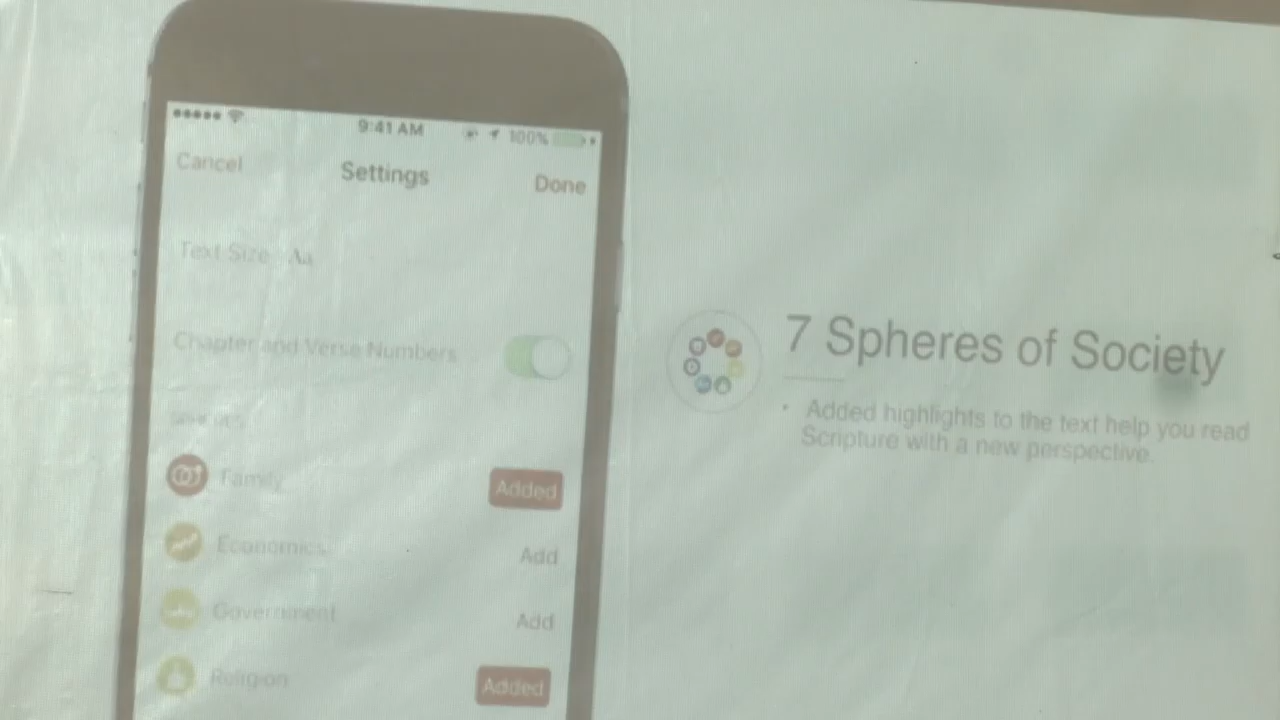 9:41 AM
100%
Cancel
Settings
Done
Text Size Aa
Chapter and Verse Numbers
Family
Added
Economics
Add
Government
Add
Religion
Added
7 Spheres of Society
• Added highlights to the text help you read
Scripture with a new perspective.